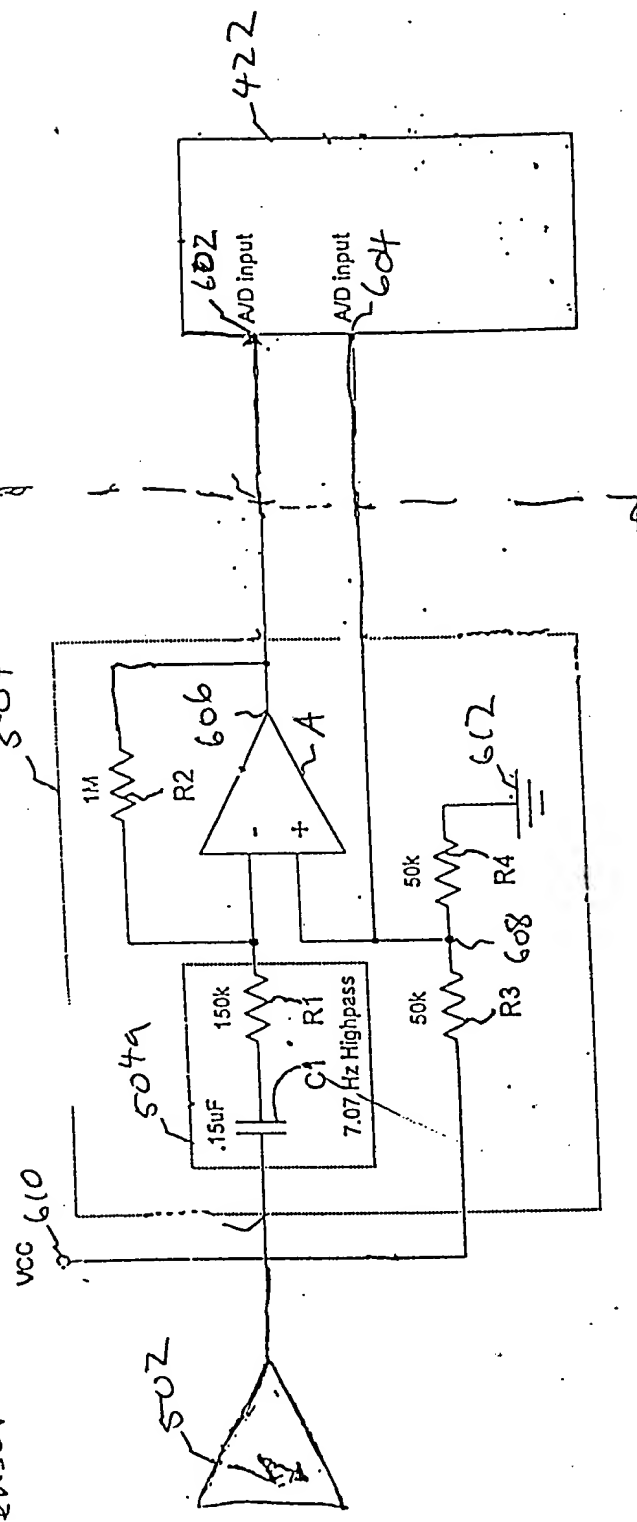 VCC 610
502
504a
.15uF
C1
150k
R1
7.07 Hz Highpass
1M
R2
-
+
606
A
50k
R3
608
50k
R4
612
602
A/D input
A/D input
604
422